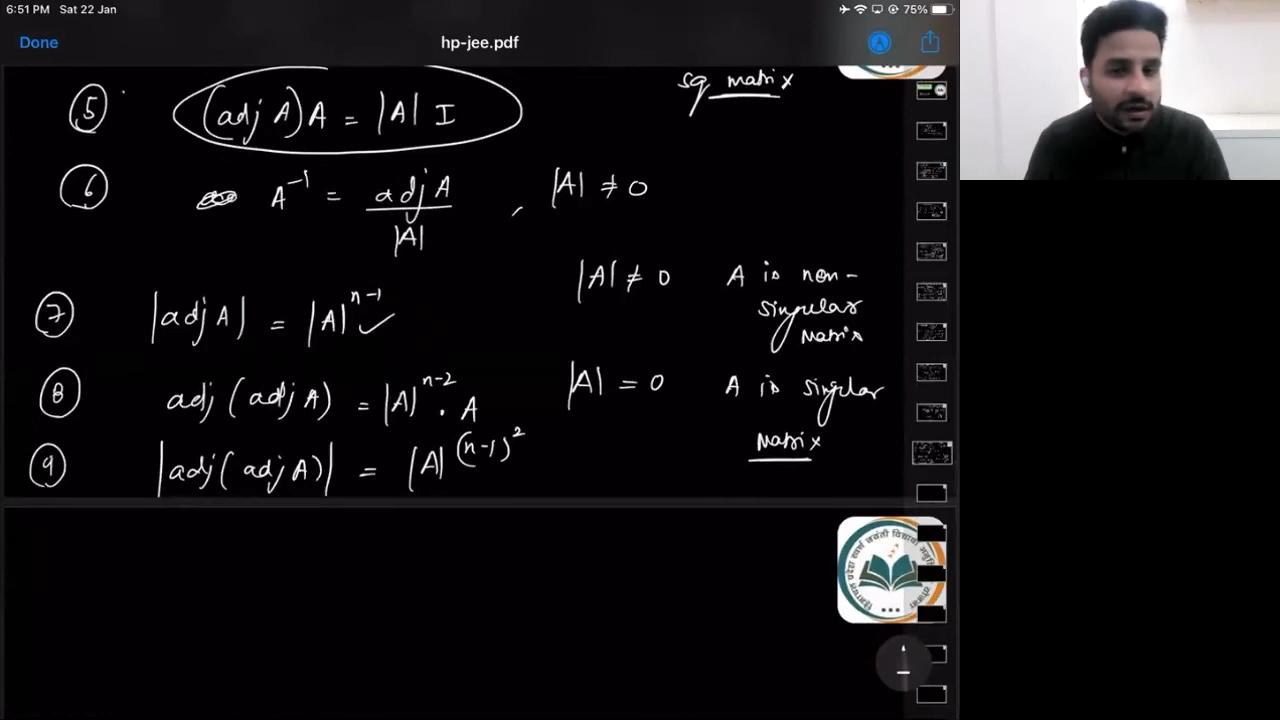 6:51 PM Sat 22 Jan
75%
Done
hp-jee.pdf
sq matrix
(5) (adj A) A = |A| I
(6) A⁻¹ = adj A / |A| , |A| ≠ 0
|A| ≠ 0 A is non-
singular
Matrix
(7) |adj A| = |A|ⁿ⁻¹ ✓
(8) adj (adj A) = |A|ⁿ⁻² . A
|A| = 0 A is singular
Matrix
(9) |adj (adj A)| = |A|^(n-1)²